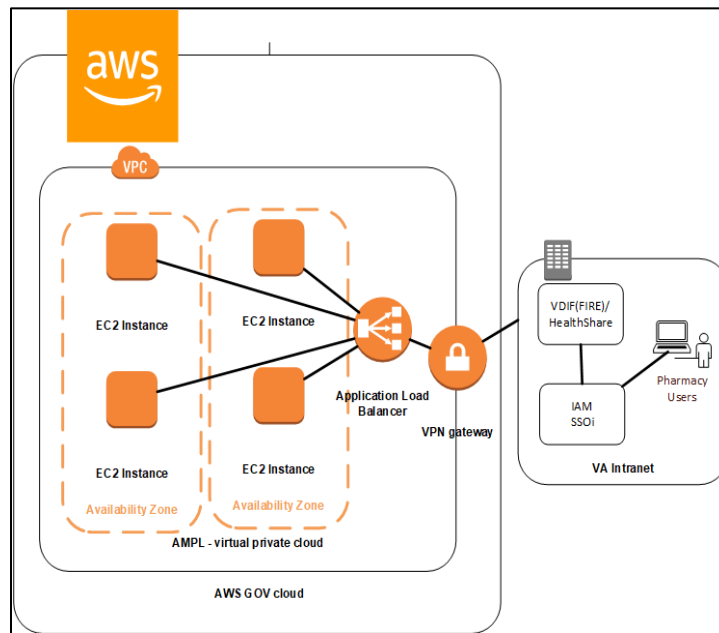 aws
VPC
EC2 Instance
EC2 Instance
EC2 Instance
EC2 Instance
Availability Zone
Availability Zone
Application Load
Balancer
VPN gateway
AMPL - virtual private cloud
AWS GOV cloud
VDIF(FIRE)/
HealthShare
IAM
SSOi
Pharmacy
Users
VA Intranet